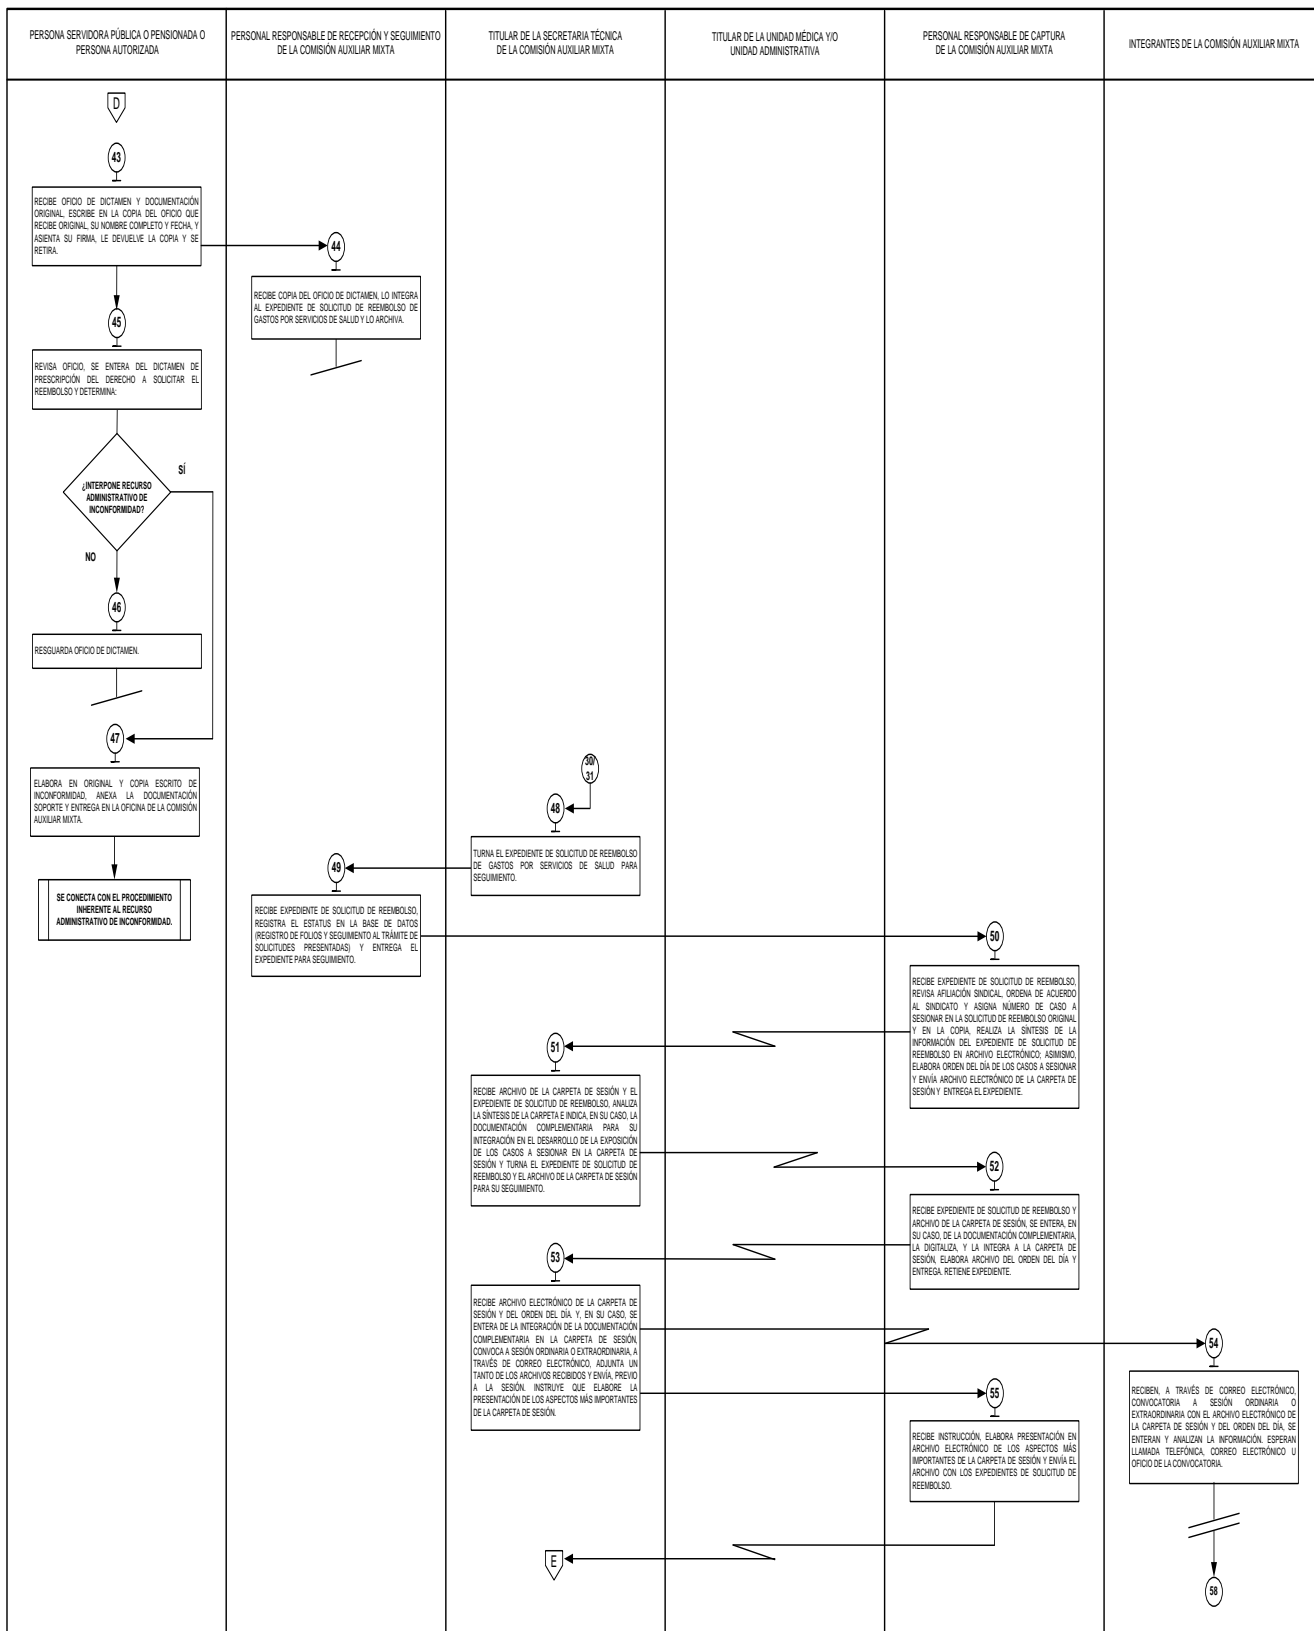 PERSONA SERVIDORA PÚBLICA O PENSIONADA O
PERSONA AUTORIZADA
PERSONAL RESPONSABLE DE RECEPCIÓN Y SEGUIMIENTO
DE LA COMISIÓN AUXILIAR MIXTA
TITULAR DE LA SECRETARIA TÉCNICA
DE LA COMISIÓN AUXILIAR MIXTA
TITULAR DE LA UNIDAD MÉDICA Y/O
UNIDAD ADMINISTRATIVA
PERSONAL RESPONSABLE DE CAPTURA
DE LA COMISIÓN AUXILIAR MIXTA
INTEGRANTES DE LA COMISIÓN AUXILIAR MIXTA
D
43
RECIBE OFICIO DE DICTAMEN Y DOCUMENTACIÓN
ORIGINAL, ESCRIBE EN LA COPIA DEL OFICIO QUE
RECIBE ORIGINAL, SU NOMBRE COMPLETO Y FECHA, Y
ASIENTA SU FIRMA, LE DEVUELVE LA COPIA Y SE
RETIRA.
44
RECIBE COPIA DEL OFICIO DE DICTAMEN, LO INTEGRA
AL EXPEDIENTE DE SOLICITUD DE REEMBOLSO DE
GASTOS POR SERVICIOS DE SALUD Y LO ARCHIVA.
45
REVISA OFICIO, SE ENTERA DEL DICTAMEN DE
PRESCRIPCIÓN DEL DERECHO A SOLICITAR EL
REEMBOLSO Y DETERMINA:
SÍ
¿INTERPONE RECURSO
ADMINISTRATIVO DE
INCONFORMIDAD?
NO
46
RESGUARDA OFICIO DE DICTAMEN.
47
ELABORA EN ORIGINAL Y COPIA ESCRITO DE
INCONFORMIDAD, ANEXA LA DOCUMENTACIÓN
SOPORTE Y ENTREGA EN LA OFICINA DE LA COMISIÓN
AUXILIAR MIXTA.
SE CONECTA CON EL PROCEDIMIENTO
INHERENTE AL RECURSO
ADMINISTRATIVO DE INCONFORMIDAD.
30/
31
48
TURNA EL EXPEDIENTE DE SOLICITUD DE REEMBOLSO
DE GASTOS POR SERVICIOS DE SALUD PARA
SEGUIMIENTO.
49
RECIBE EXPEDIENTE DE SOLICITUD DE REEMBOLSO,
REGISTRA EL ESTATUS EN LA BASE DE DATOS
(REGISTRO DE FOLIOS Y SEGUIMIENTO AL TRÁMITE DE
SOLICITUDES PRESENTADAS) Y ENTREGA EL
EXPEDIENTE PARA SEGUIMIENTO.
50
RECIBE EXPEDIENTE DE SOLICITUD DE REEMBOLSO,
REVISA AFILIACIÓN SINDICAL, ORDENA DE ACUERDO
AL SINDICATO Y ASIGNA NÚMERO DE CASO A
SESIONAR EN LA SOLICITUD DE REEMBOLSO ORIGINAL
Y EN LA COPIA, REALIZA LA SÍNTESIS DE LA
INFORMACIÓN DEL EXPEDIENTE DE SOLICITUD DE
REEMBOLSO EN ARCHIVO ELECTRÓNICO; ASIMISMO,
ELABORA ORDEN DEL DÍA DE LOS CASOS A SESIONAR
Y ENVÍA ARCHIVO ELECTRÓNICO DE LA CARPETA DE
SESIÓN Y ENTREGA EL EXPEDIENTE.
51
RECIBE ARCHIVO DE LA CARPETA DE SESIÓN Y EL
EXPEDIENTE DE SOLICITUD DE REEMBOLSO, ANALIZA
LA SÍNTESIS DE LA CARPETA E INDICA, EN SU CASO, LA
DOCUMENTACIÓN COMPLEMENTARIA PARA SU
INTEGRACIÓN EN EL DESARROLLO DE LA EXPOSICIÓN
DE LOS CASOS A SESIONAR EN LA CARPETA DE
SESIÓN Y TURNA EL EXPEDIENTE DE SOLICITUD DE
REEMBOLSO Y EL ARCHIVO DE LA CARPETA DE SESIÓN
PARA SU SEGUIMIENTO.
52
RECIBE EXPEDIENTE DE SOLICITUD DE REEMBOLSO Y
ARCHIVO DE LA CARPETA DE SESIÓN, SE ENTERA, EN
SU CASO, DE LA DOCUMENTACIÓN COMPLEMENTARIA,
LA DIGITALIZA, Y LA INTEGRA A LA CARPETA DE
SESIÓN, ELABORA ARCHIVO DEL ORDEN DEL DÍA Y
ENTREGA. RETIENE EXPEDIENTE.
53
RECIBE ARCHIVO ELECTRÓNICO DE LA CARPETA DE
SESIÓN Y DEL ORDEN DEL DÍA. Y, EN SU CASO, SE
ENTERA DE LA INTEGRACIÓN DE LA DOCUMENTACIÓN
COMPLEMENTARIA EN LA CARPETA DE SESIÓN,
CONVOCA A SESIÓN ORDINARIA O EXTRAORDINARIA, A
TRAVÉS DE CORREO ELECTRÓNICO, ADJUNTA UN
TANTO DE LOS ARCHIVOS RECIBIDOS Y ENVÍA, PREVIO
A LA SESIÓN. INSTRUYE QUE ELABORE LA
PRESENTACIÓN DE LOS ASPECTOS MÁS IMPORTANTES
DE LA CARPETA DE SESIÓN.
54
RECIBEN, A TRAVÉS DE CORREO ELECTRÓNICO,
CONVOCATORIA A SESIÓN ORDINARIA O
EXTRAORDINARIA CON EL ARCHIVO ELECTRÓNICO DE
LA CARPETA DE SESIÓN Y DEL ORDEN DEL DÍA, SE
ENTERAN Y ANALIZAN LA INFORMACIÓN. ESPERAN
LLAMADA TELEFÓNICA, CORREO ELECTRÓNICO U
OFICIO DE LA CONVOCATORIA.
55
RECIBE INSTRUCCIÓN, ELABORA PRESENTACIÓN EN
ARCHIVO ELECTRÓNICO DE LOS ASPECTOS MÁS
IMPORTANTES DE LA CARPETA DE SESIÓN Y ENVÍA EL
ARCHIVO CON LOS EXPEDIENTES DE SOLICITUD DE
REEMBOLSO.
E
58